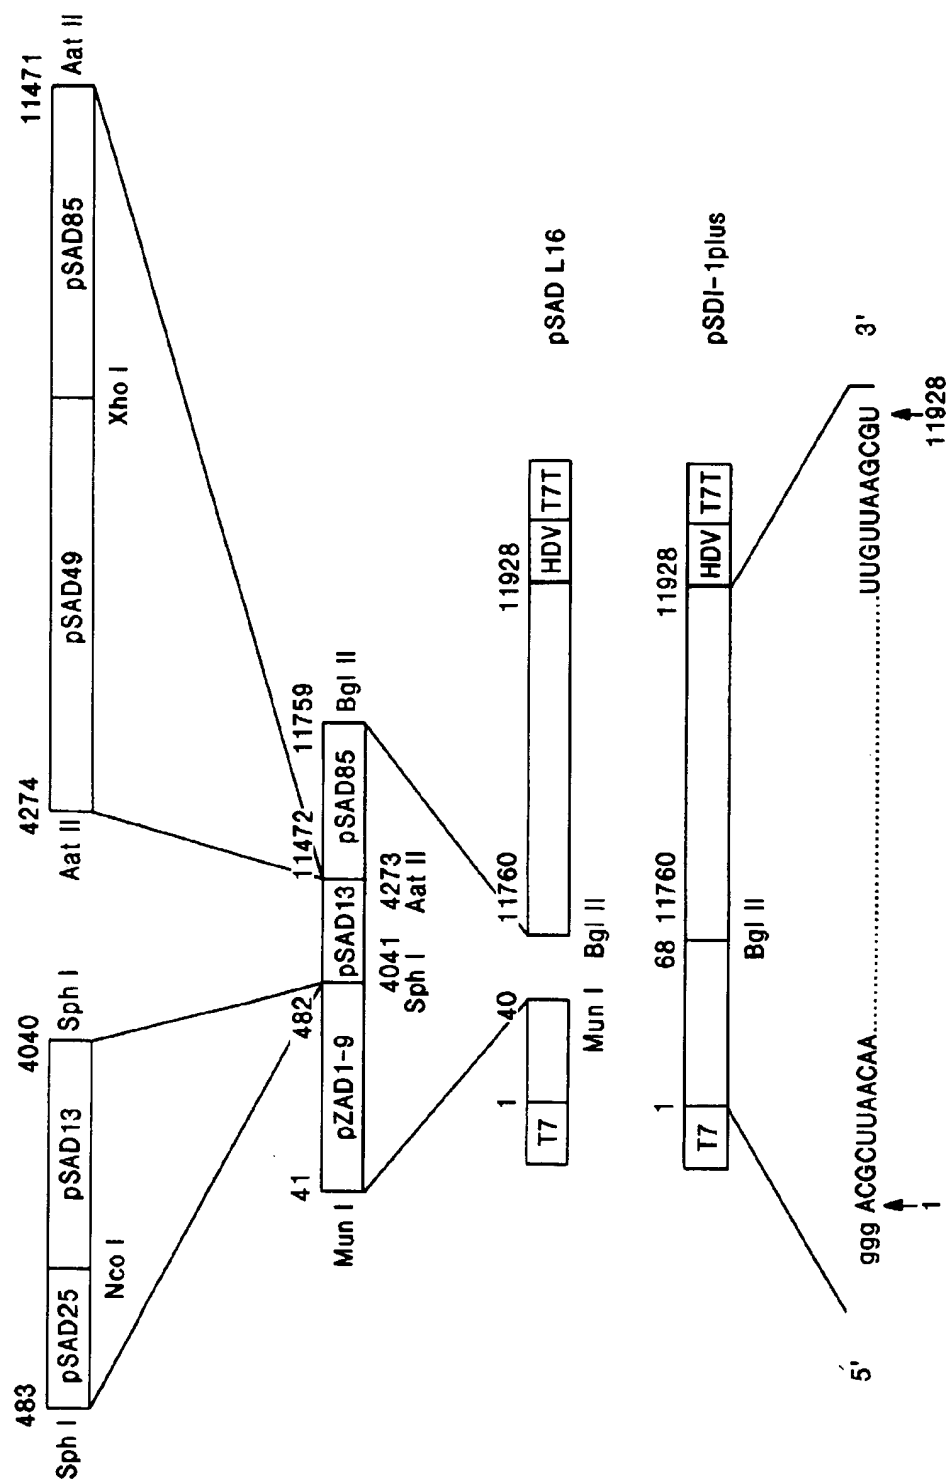 483
4040
4274
11471
Sph I
pSAD25
pSAD13
Sph I
Aat II
pSAD49
pSAD85
Aat II
Nco I
Xho I
41
482
11472
11759
Mun I
pZAD1-9
pSAD13
pSAD85
Bgl II
4041
4273
Sph I
Aat II
1
40
11760
11928
T7
HDV
T7T
pSAD L16
Mun I
Bgl II
1
68
11760
11928
T7
HDV
T7T
pSDI-1plus
Bgl II
5'
3'
ggg ACGCUUAACAA
UUGUUAAGCGU
1
11928